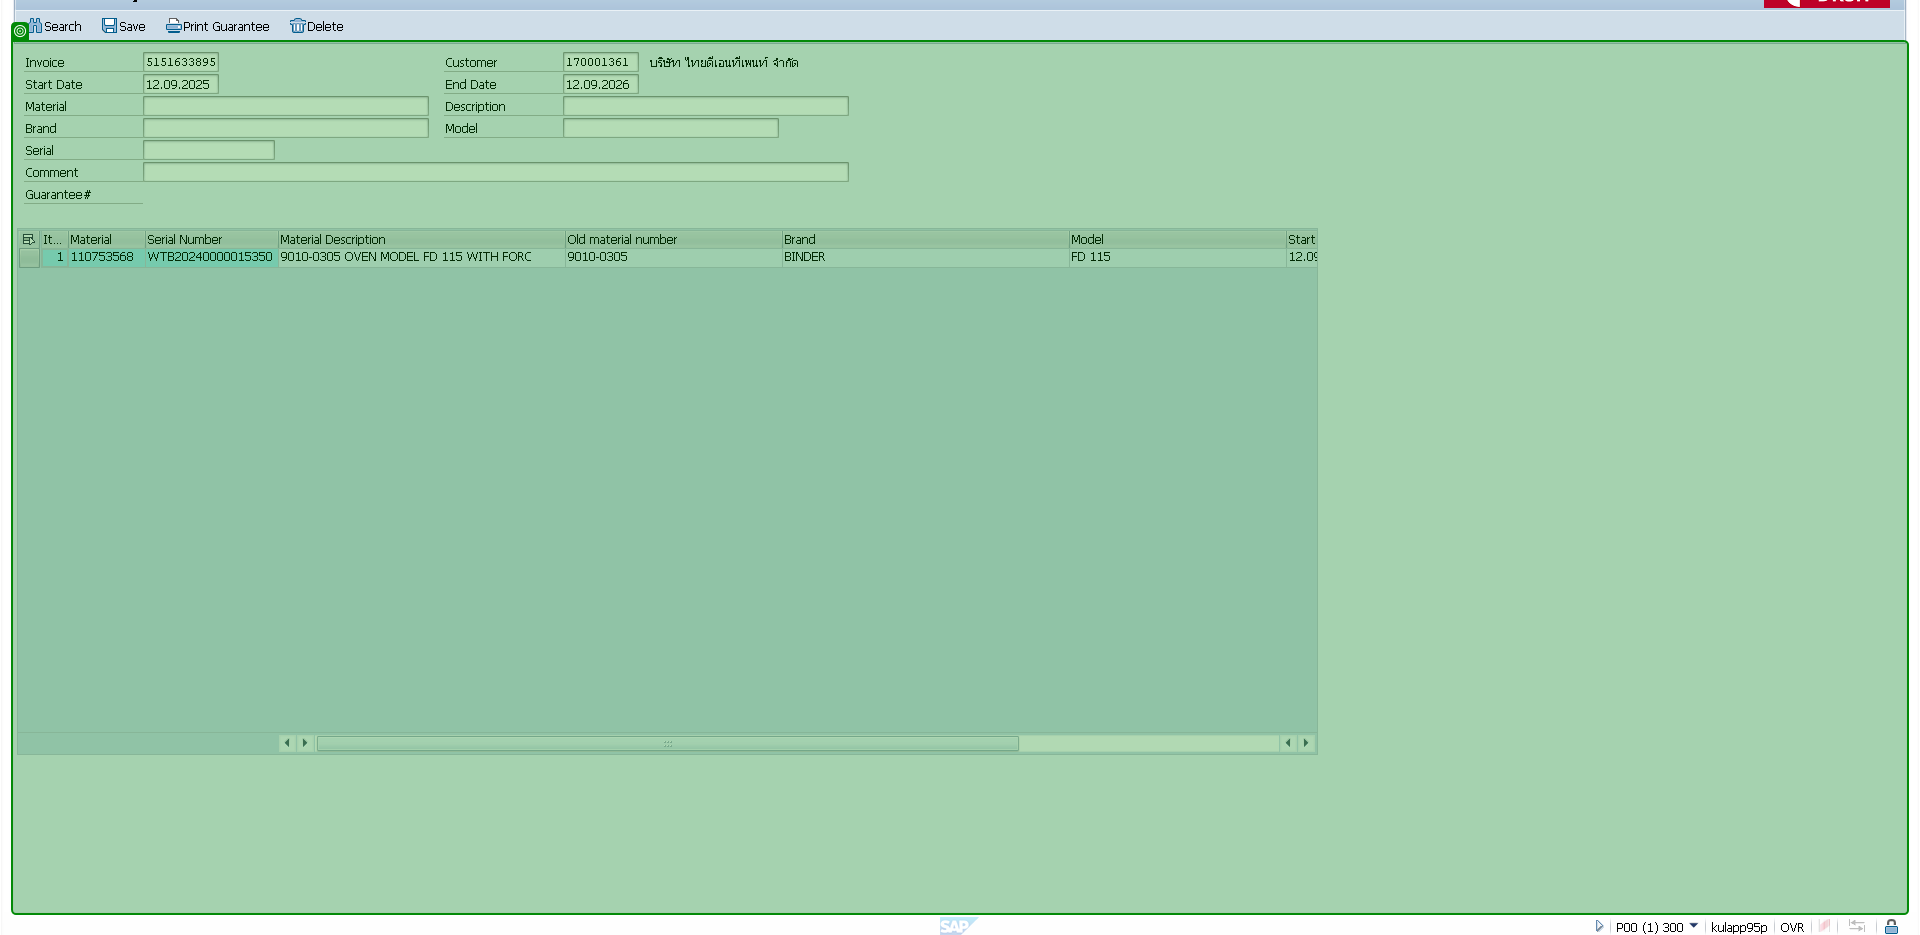 Search Save Print Guarantee Delete
Invoice 5151633895 Customer 170001361 บริษัท ไทยดีเอนทีเพนท์ จำกัด
Start Date 12.09.2025 End Date 12.09.2026
Material Description
Brand Model
Serial
Comment
Guarantee#
It... Material Serial Number Material Description Old material number Brand Model Start
1 110753568 WTB20240000015350 9010-0305 OVEN MODEL FD 115 WITH FORC 9010-0305 BINDER FD 115 12.09
SAP P00 (1) 300 kulapp95p OVR